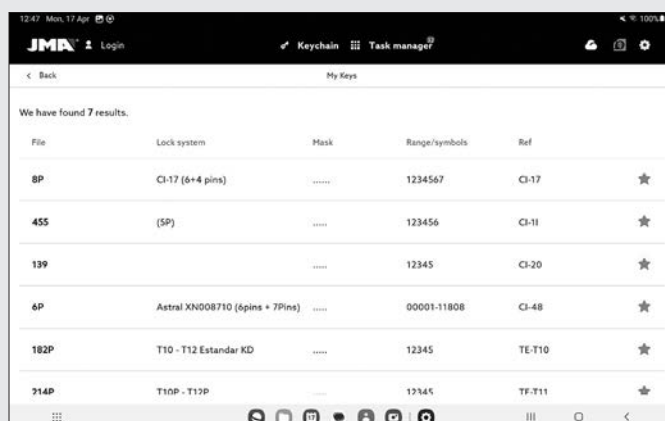 12:47 Mon, 17 Apr 100%
JMA Login Keychain Task manager
< Back My Keys
We have found 7 results.
File Lock system Mask Range/symbols Ref
8P CI-17 (6+4 pins) ...... 1234567 CI-17
455 (5P) ..... 123456 CI-1I
139 ..... 12345 CI-20
6P Astral XN008710 (6pins + 7Pins) ..... 00001-11808 CI-48
182P T10 - T12 Estandar KD ..... 12345 TE-T10
214P T10P - T12P ..... 12345 TE-T11
17